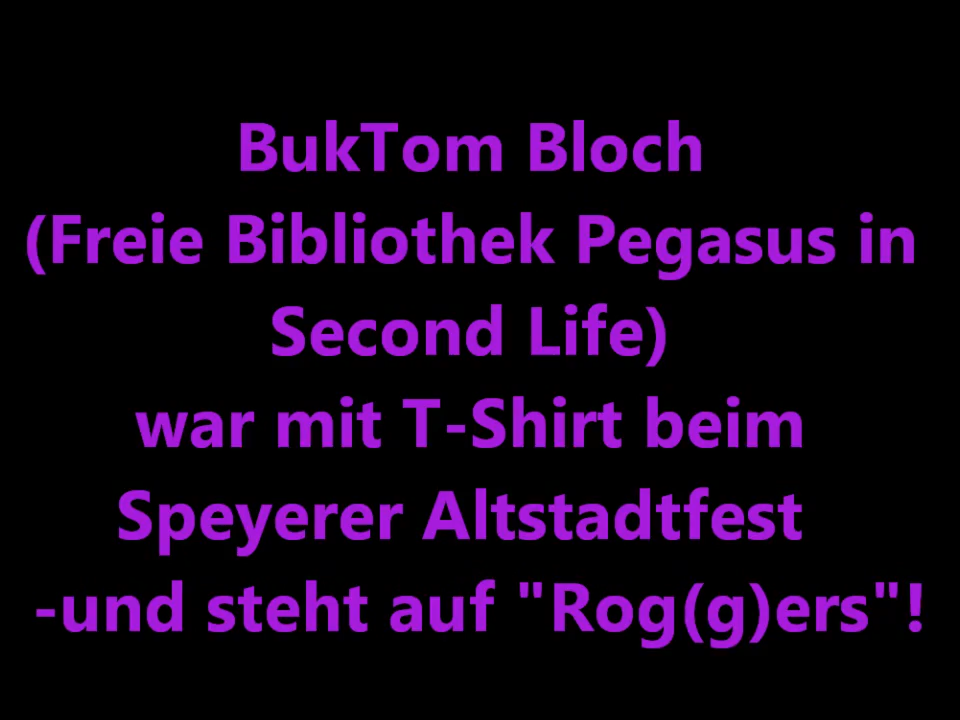 BukTom Bloch
(Freie Bibliothek Pegasus in
Second Life)
war mit T-Shirt beim
Speyerer Altstadtfest
-und steht auf "Rog(g)ers"!